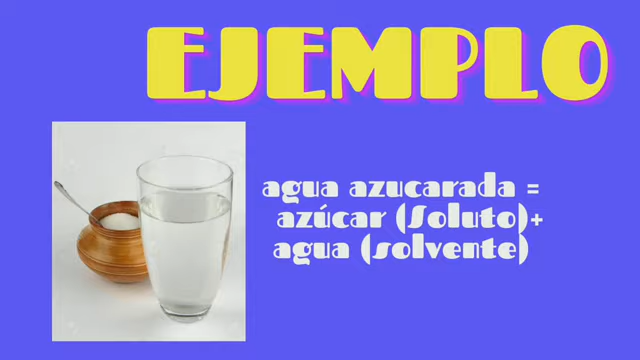 EJEMPLO
agua azucarada =
azúcar (Soluto)+
agua (solvente)